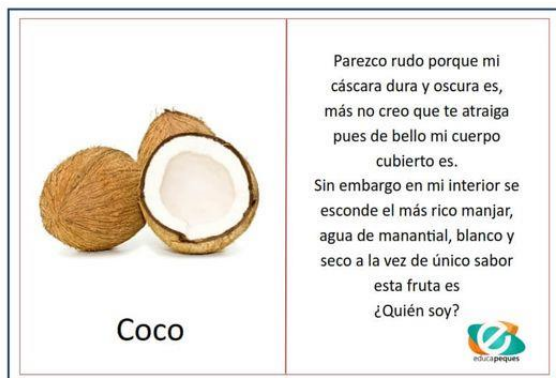 Coco
Parezco rudo porque mi
cáscara dura y oscura es,
más no creo que te atraiga
pues de bello mi cuerpo
cubierto es.
Sin embargo en mi interior se
esconde el más rico manjar,
agua de manantial, blanco y
seco a la vez de único sabor
esta fruta es
¿Quién soy?
educapeques